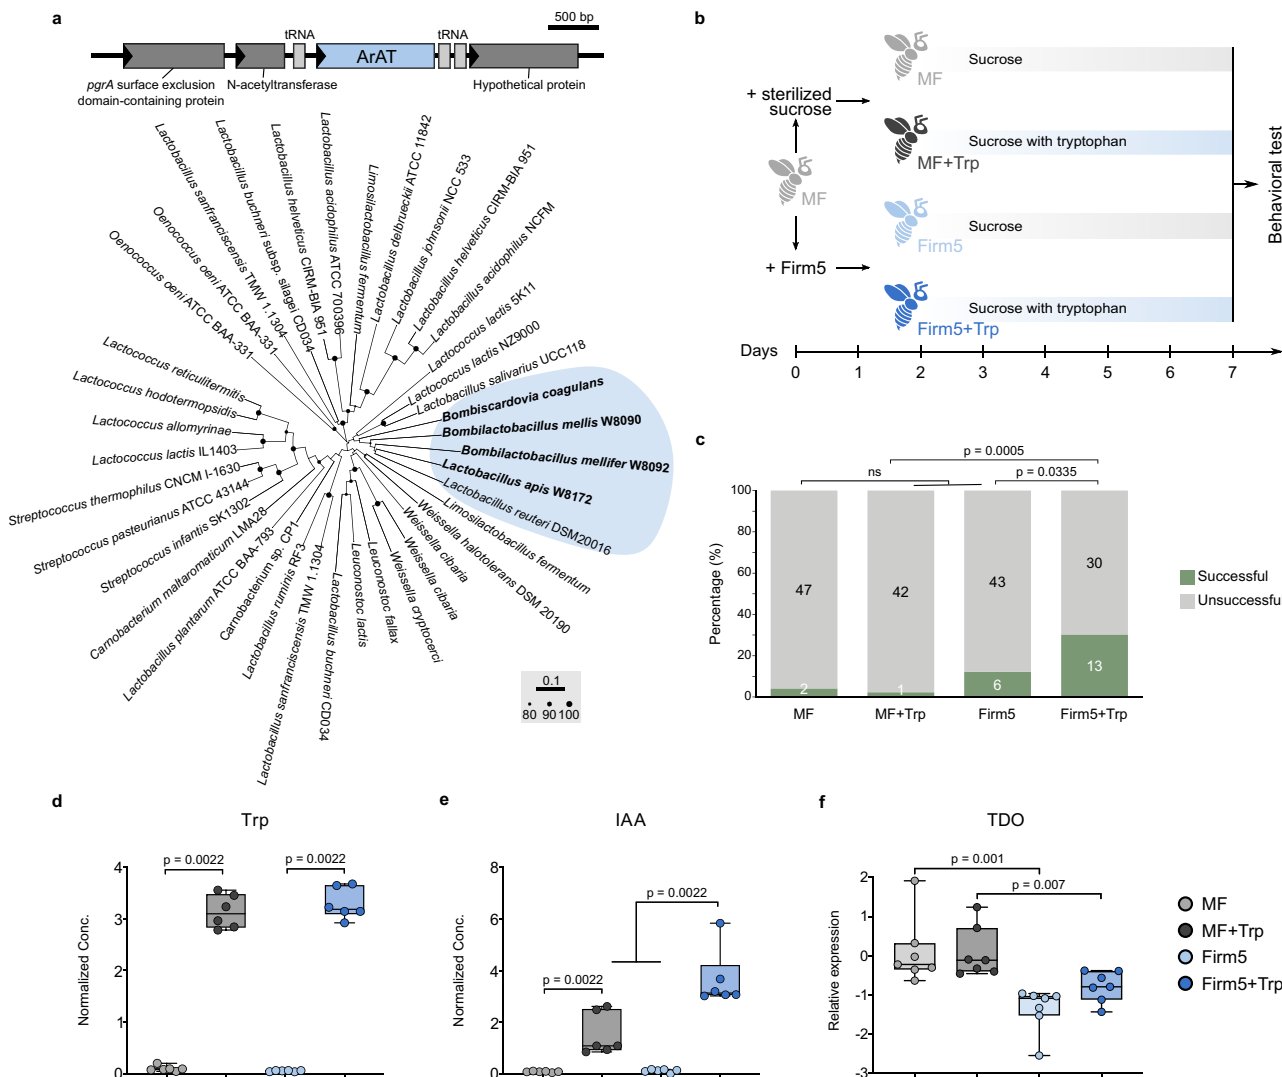 a
500 bp
tRNA
tRNA
ArAT
pgrA surface exclusion
domain-containing protein
N-acetyltransferase
Hypothetical protein
Lactobacillus sanfranciscensis TMW 1.1304
Lactobacillus buchneri subsp. silagei CD034
Lactobacillus helveticus CIRM-BIA 951
Lactobacillus acidophilus ATCC 700396
Limosilactobacillus fermentum
Lactobacillus delbrueckii ATCC 11842
Lactobacillus johnsonii NCC 533
Lactobacillus helveticus CIRM-BIA 951
Lactobacillus acidophilus NCFM
Lactococcus lactis 5K11
Lactococcus lactis NZ9000
Lactobacillus salivarius UCC118
Bombiscardovia coagulans
Bombilactobacillus mellis W8090
Bombilactobacillus mellifer W8092
Lactobacillus apis W8172
Lactobacillus reuteri DSM20016
Limosilactobacillus fermentum
Weissella halotolerans DSM 20190
Weissella cibaria
Weissella cibaria
Weissella cryptocerci
Leuconostoc fallax
Leuconostoc lactis
Lactobacillus buchneri CD034
Lactobacillus sanfranciscensis TMW 1.1304
Lactobacillus ruminis RF3
Carnobacterium sp. CP1
Lactobacillus plantarum ATCC BAA-793
Carnobacterium maltaromaticum LMA28
Streptococcus infantis SK1302
Streptococcus pasteurianus ATCC 43144
Streptococcus thermophilus CNCM I-1630
Lactococcus lactis IL1403
Lactococcus allomyrinae
Lactococcus hodotermopsidis
Lactococcus reticulitermitis
Oenococcus oeni ATCC BAA-331
Oenococcus oeni ATCC BAA-331
0.1
80 90 100
b
MF
+ sterilized
sucrose
+ Firm5
MF
Sucrose
MF+Trp
Sucrose with tryptophan
Firm5
Sucrose
Firm5+Trp
Sucrose with tryptophan
Behavioral test
Days
0 1 2 3 4 5 6 7
c
p = 0.0005
ns
p = 0.0335
Percentage (%)
100
80
60
40
20
0
47
42
43
30
2
1
6
13
MF
MF+Trp
Firm5
Firm5+Trp
Successful
Unsuccessful
d
Trp
p = 0.0022
p = 0.0022
Normalized Conc.
4
3
2
1
0
e
IAA
p = 0.0022
p = 0.0022
Normalized Conc.
8
6
4
2
0
f
TDO
p = 0.001
p = 0.007
Relative expression
2
1
0
-1
-2
-3
MF
MF+Trp
Firm5
Firm5+Trp